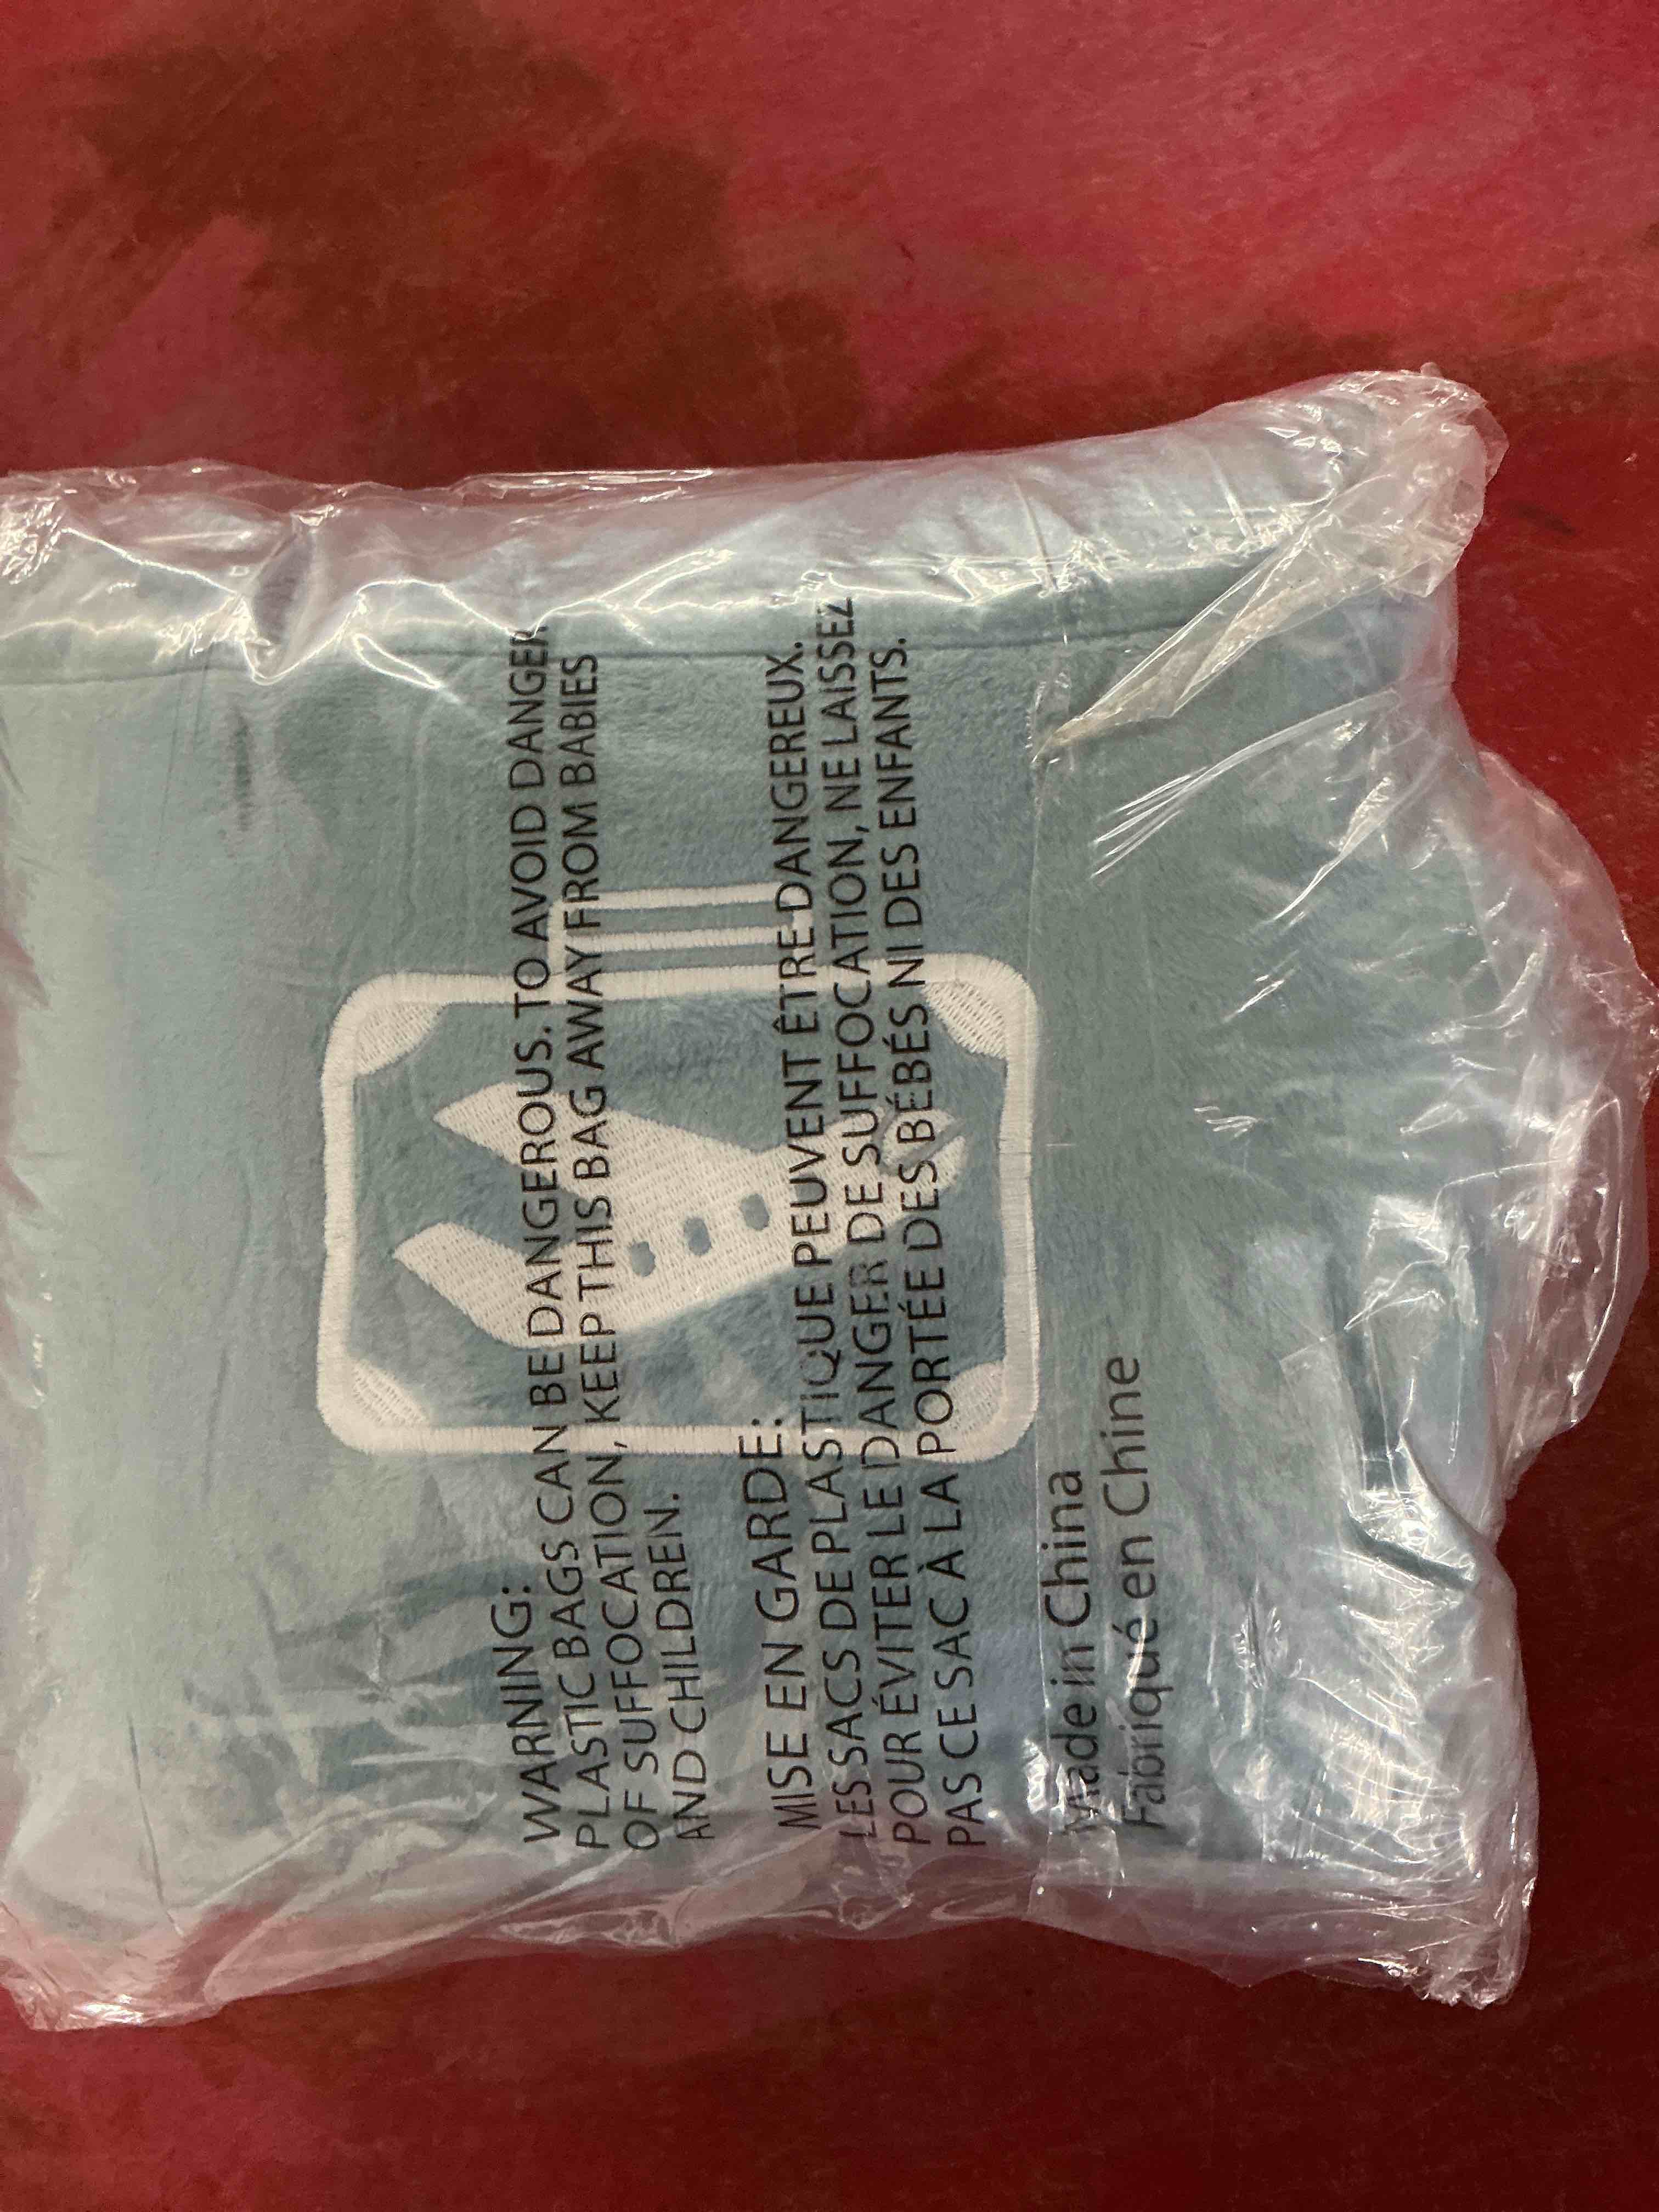 WARNING:
PLASTIC BAGS CAN BE DANGEROUS. TO AVOID DANGER
OF SUFFOCATION, KEEP THIS BAG AWAY FROM BABIES
AND CHILDREN.
MISE EN GARDE:
LES SACS DE PLASTIQUE PEUVENT ÊTRE DANGEREUX.
POUR ÉVITER LE DANGER DE SUFFOCATION, NE LAISSEZ
PAS CE SAC À LA PORTÉE DES BÉBÉS NI DES ENFANTS.
Made in China
Fabriqué en Chine